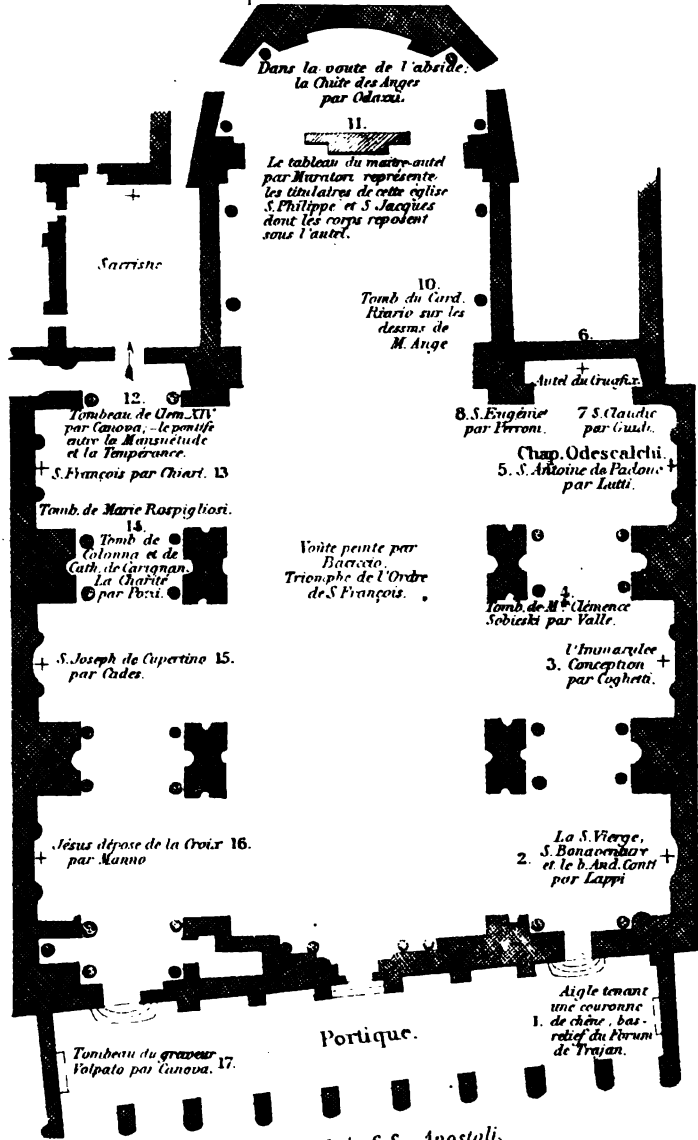 Dans la voute de l'abside:
la Chûte des Anges
par Odazzi.
11.
Le tableau du maître-autel
par Muratori représente
les titulaires de cette église
S. Philippe et S. Jacques
dont les corps reposent
sous l'autel.
Sacristie
10.
Tomb du Card.
Riario sur les
dessins de
M. Ange
6.
Autel du Crucifix.
12.
Tombeau de Clem. XIV
par Canova; - le pontife
entre la Mansuétude
et la Tempérance.
8. S. Eugénie
par Perroni.
7 S. Claudie
par Guidi.
Chap. Odescalchi.
5. S. Antoine de Padoue
par Lutti.
S. François par Chiari. 13
Tomb. de Marie Rospigliosi.
14.
Tomb de
Colonna et de
Cath. de Carignan.
La Charité
par Pozzi.
Voûte peinte par
Baciccio.
Triomphe de l'Ordre
de S. François.
4.
Tomb. de Me. Clémence
Sobieski par Valle.
S. Joseph de Cupertino 15.
par Cades.
l'Immaculee
3. Conception
par Coghetti.
Jésus dépose de la Croix 16.
par Manno
La S. Vierge,
S. Bonaventure
2. et le b. And. Conti
par Lappi
Aigle tenant
une couronne
1. de chêne, bas-
relief du Forum
de Trajan.
Portique.
Tombeau du graveur
Volpato par Canova. 17.
S.S. Apostoli.